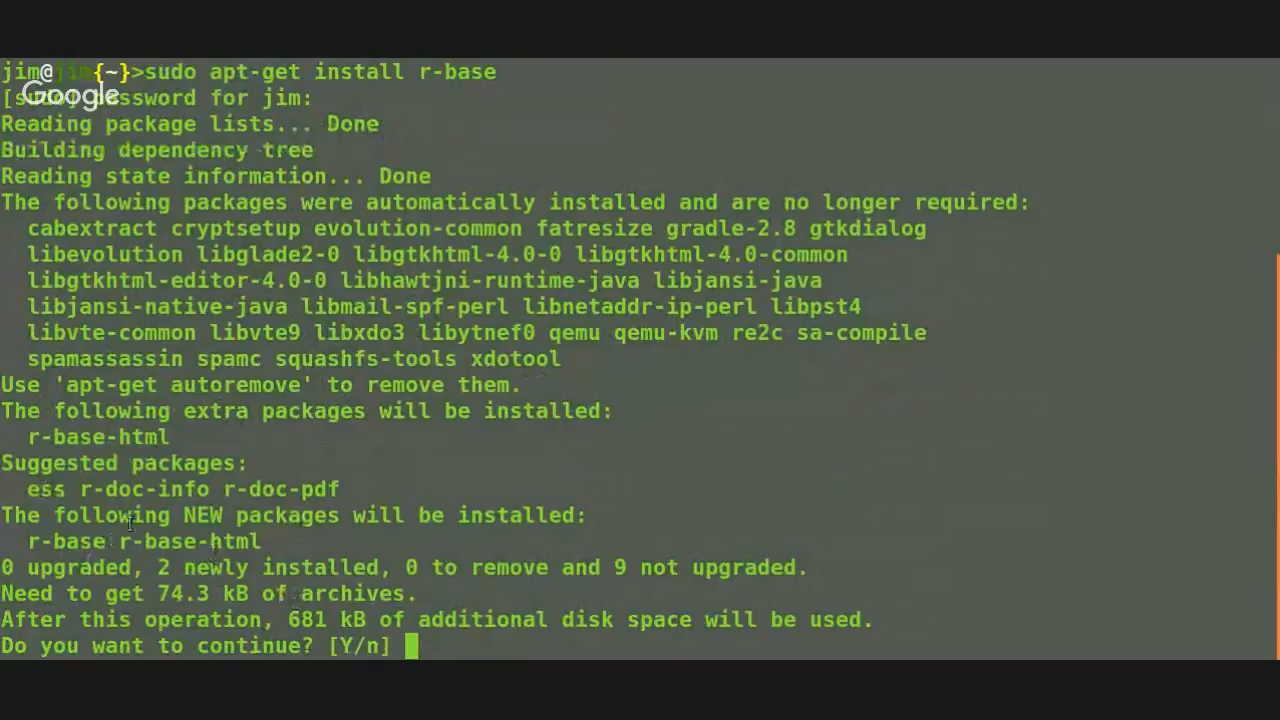 jim@jim{~}>sudo apt-get install r-base
Google
[sudo] password for jim:
Reading package lists... Done
Building dependency tree
Reading state information... Done
The following packages were automatically installed and are no longer required:
cabextract cryptsetup evolution-common fatresize gradle-2.8 gtkdialog
libevolution libglade2-0 libgtkhtml-4.0-0 libgtkhtml-4.0-common
libgtkhtml-editor-4.0-0 libhawtjni-runtime-java libjansi-java
libjansi-native-java libmail-spf-perl libnetaddr-ip-perl libpst4
libvte-common libvte9 libxdo3 libytnef0 qemu qemu-kvm re2c sa-compile
spamassassin spamc squashfs-tools xdotool
Use 'apt-get autoremove' to remove them.
The following extra packages will be installed:
r-base-html
Suggested packages:
ess r-doc-info r-doc-pdf
The following NEW packages will be installed:
r-base r-base-html
0 upgraded, 2 newly installed, 0 to remove and 9 not upgraded.
Need to get 74.3 kB of archives.
After this operation, 681 kB of additional disk space will be used.
Do you want to continue? [Y/n]